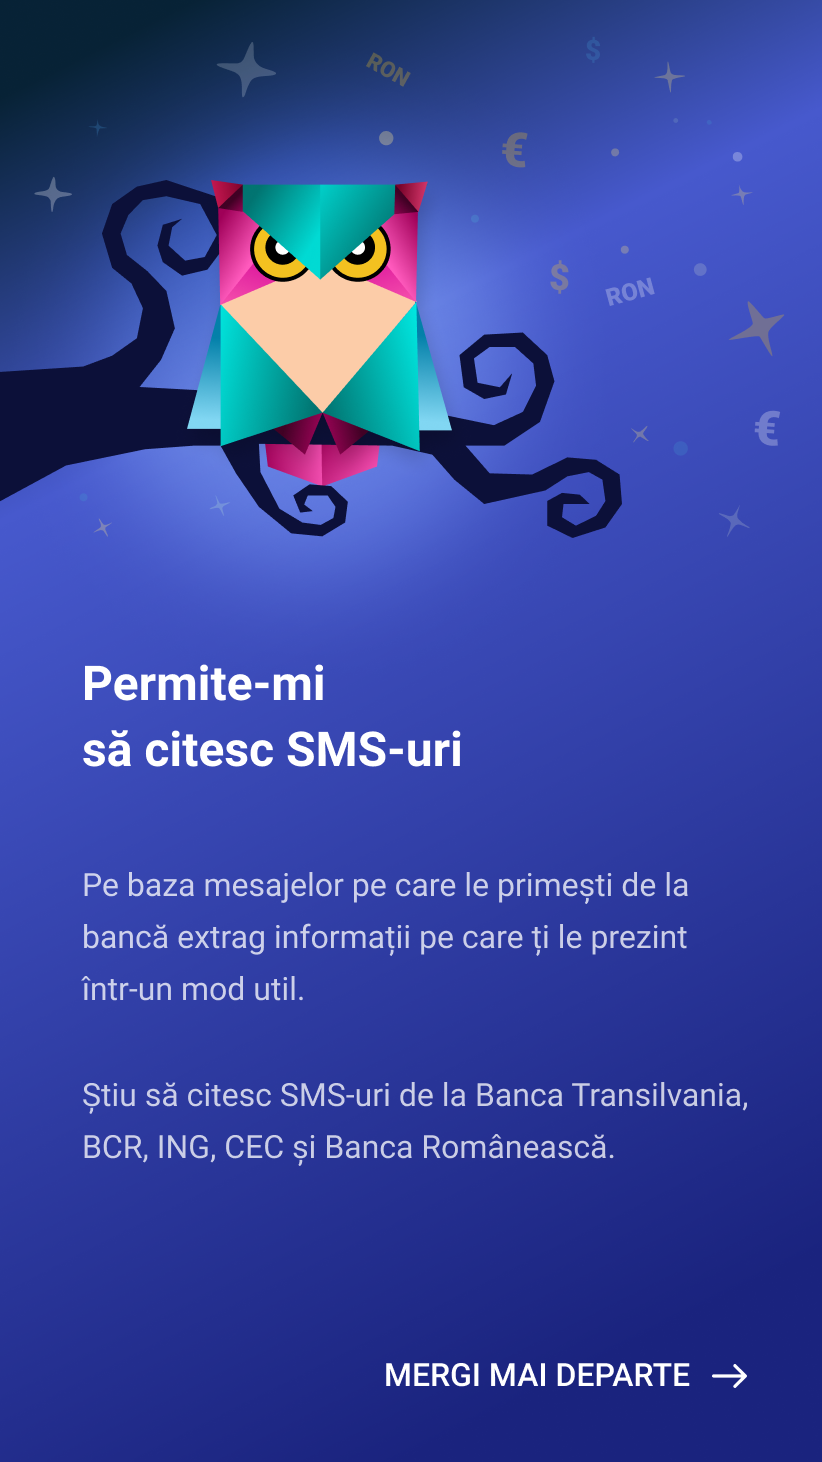 RON
$
€
$
RON
€
Permite-mi
să citesc SMS-uri
Pe baza mesajelor pe care le primești de la
bancă extrag informații pe care ți le prezint
într-un mod util.
Știu să citesc SMS-uri de la Banca Transilvania,
BCR, ING, CEC și Banca Românească.
MERGI MAI DEPARTE →